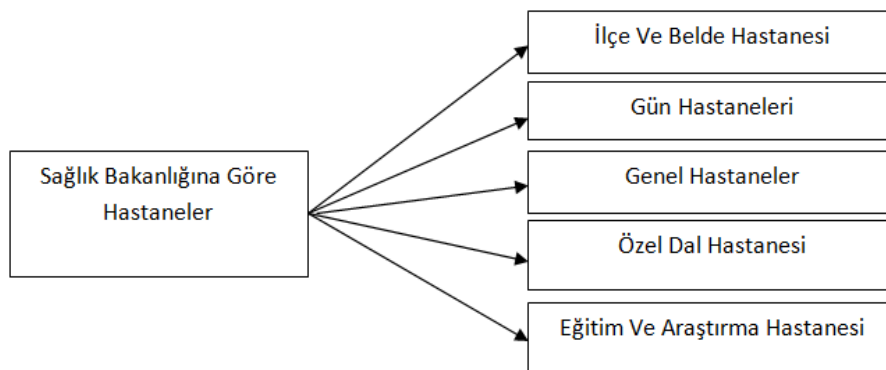 Sağlık Bakanlığına Göre
Hastaneler
İlçe Ve Belde Hastanesi
Gün Hastaneleri
Genel Hastaneler
Özel Dal Hastanesi
Eğitim Ve Araştırma Hastanesi